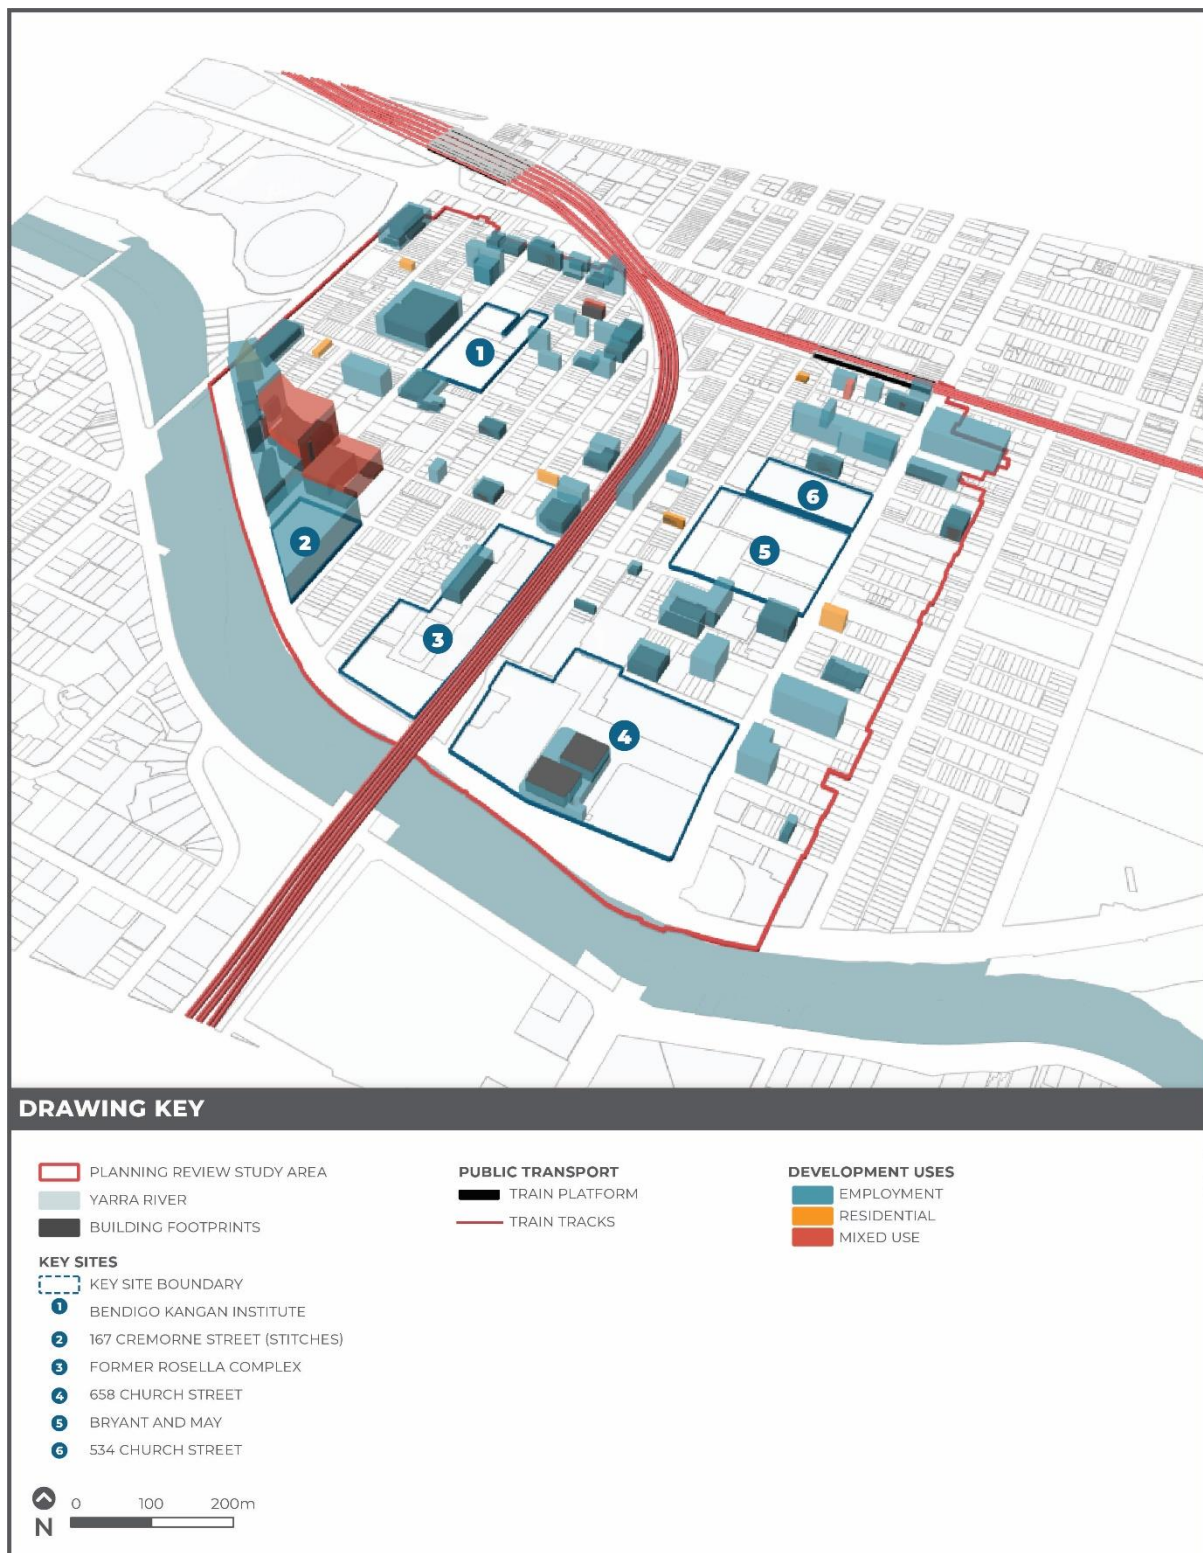 1
6
5
2
3
4
DRAWING KEY
PLANNING REVIEW STUDY AREA
YARRA RIVER
BUILDING FOOTPRINTS
KEY SITES
KEY SITE BOUNDARY
1 BENDIGO KANGAN INSTITUTE
2 167 CREMORNE STREET (STITCHES)
3 FORMER ROSELLA COMPLEX
4 658 CHURCH STREET
5 BRYANT AND MAY
6 534 CHURCH STREET
PUBLIC TRANSPORT
TRAIN PLATFORM
TRAIN TRACKS
DEVELOPMENT USES
EMPLOYMENT
RESIDENTIAL
MIXED USE
0 100 200m
N